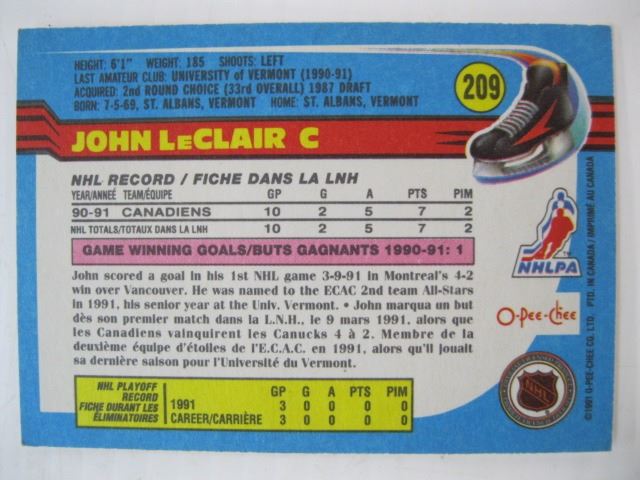 HEIGHT: 6'1" WEIGHT: 185 SHOOTS: LEFT
LAST AMATEUR CLUB: UNIVERSITY of VERMONT (1990-91)
ACQUIRED: 2nd ROUND CHOICE (33rd OVERALL) 1987 DRAFT
BORN: 7-5-69, ST. ALBANS, VERMONT HOME: ST. ALBANS, VERMONT
209
JOHN LeCLAIR C
NHL RECORD / FICHE DANS LA LNH
YEAR/ANNEÉ TEAM/ÉQUIPE GP G A PTS PIM
90-91 CANADIENS 10 2 5 7 2
NHL TOTALS/TOTAUX DANS LA LNH 10 2 5 7 2
GAME WINNING GOALS/BUTS GAGNANTS 1990-91: 1
John scored a goal in his 1st NHL game 3-9-91 in Montreal's 4-2
win over Vancouver. He was named to the ECAC 2nd team All-Stars
in 1991, his senior year at the Univ. Vermont. • John marqua un but
dès son premier match dans la L.N.H., le 9 mars 1991, alors que
les Canadiens vainquirent les Canucks 4 à 2. Membre de la
deuxième équipe d'étoiles de l'E.C.A.C. en 1991, alors qu'il jouait
sa dernière saison pour l'Université du Vermont.
NHL PLAYOFF
RECORD
FICHE DURANT LES
ÉLIMINATOIRES
GP G A PTS PIM
1991 3 0 0 0 0
CAREER/CARRIÈRE 3 0 0 0 0
NHLPA
O-Pee-Chee
NHL
©1991 O-PEE-CHEE CO. LTD. PTD. IN CANADA / IMPRIMÉ AU CANADA